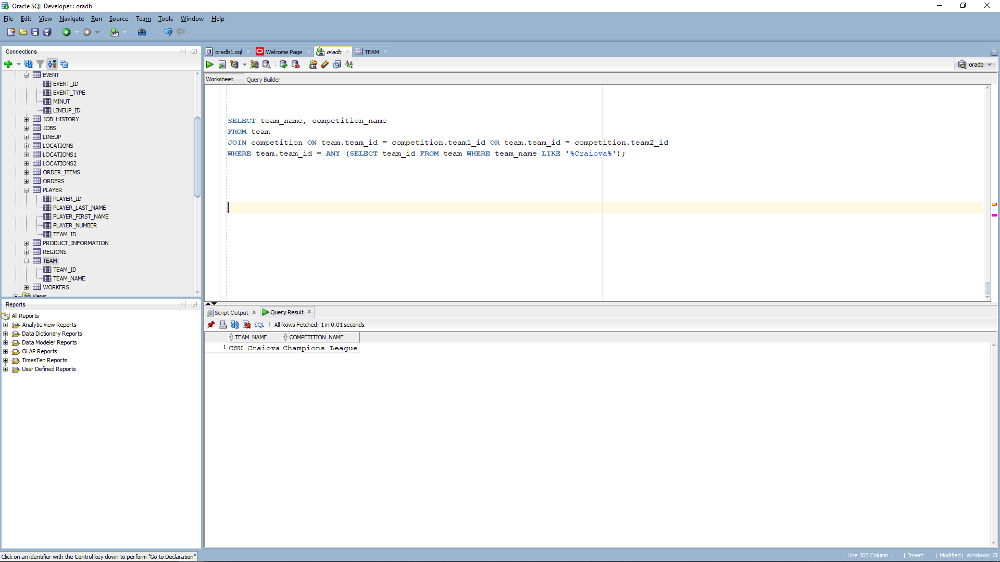 Oracle SQL Developer : oradb
File Edit View Navigate Run Source Team Tools Window Help
Connections
EVENT
EVENT_ID
EVENT_TYPE
MINUT
LINEUP_ID
JOB_HISTORY
JOBS
LINEUP
LOCATIONS
LOCATIONS1
LOCATIONS2
ORDER_ITEMS
ORDERS
PLAYER
PLAYER_ID
PLAYER_LAST_NAME
PLAYER_FIRST_NAME
PLAYER_NUMBER
TEAM_ID
PRODUCT_INFORMATION
REGIONS
TEAM
TEAM_ID
TEAM_NAME
WORKERS
Views
Reports
All Reports
Analytic View Reports
Data Dictionary Reports
Data Modeler Reports
OLAP Reports
TimesTen Reports
User Defined Reports
oradb1.sql Welcome Page oradb TEAM
oradb
Worksheet Query Builder
SELECT team_name, competition_name
FROM team
JOIN competition ON team.team_id = competition.team1_id OR team.team_id = competition.team2_id
WHERE team.team_id = ANY (SELECT team_id FROM team WHERE team_name LIKE '%Craiova%');
Script Output Query Result
SQL All Rows Fetched: 1 in 0.01 seconds
TEAM_NAME COMPETITION_NAME
1 CSU Craiova Champions League
Click on an identifier with the Control key down to perform "Go to Declaration"
Line 305 Column 1 Insert Modified Windows: CF